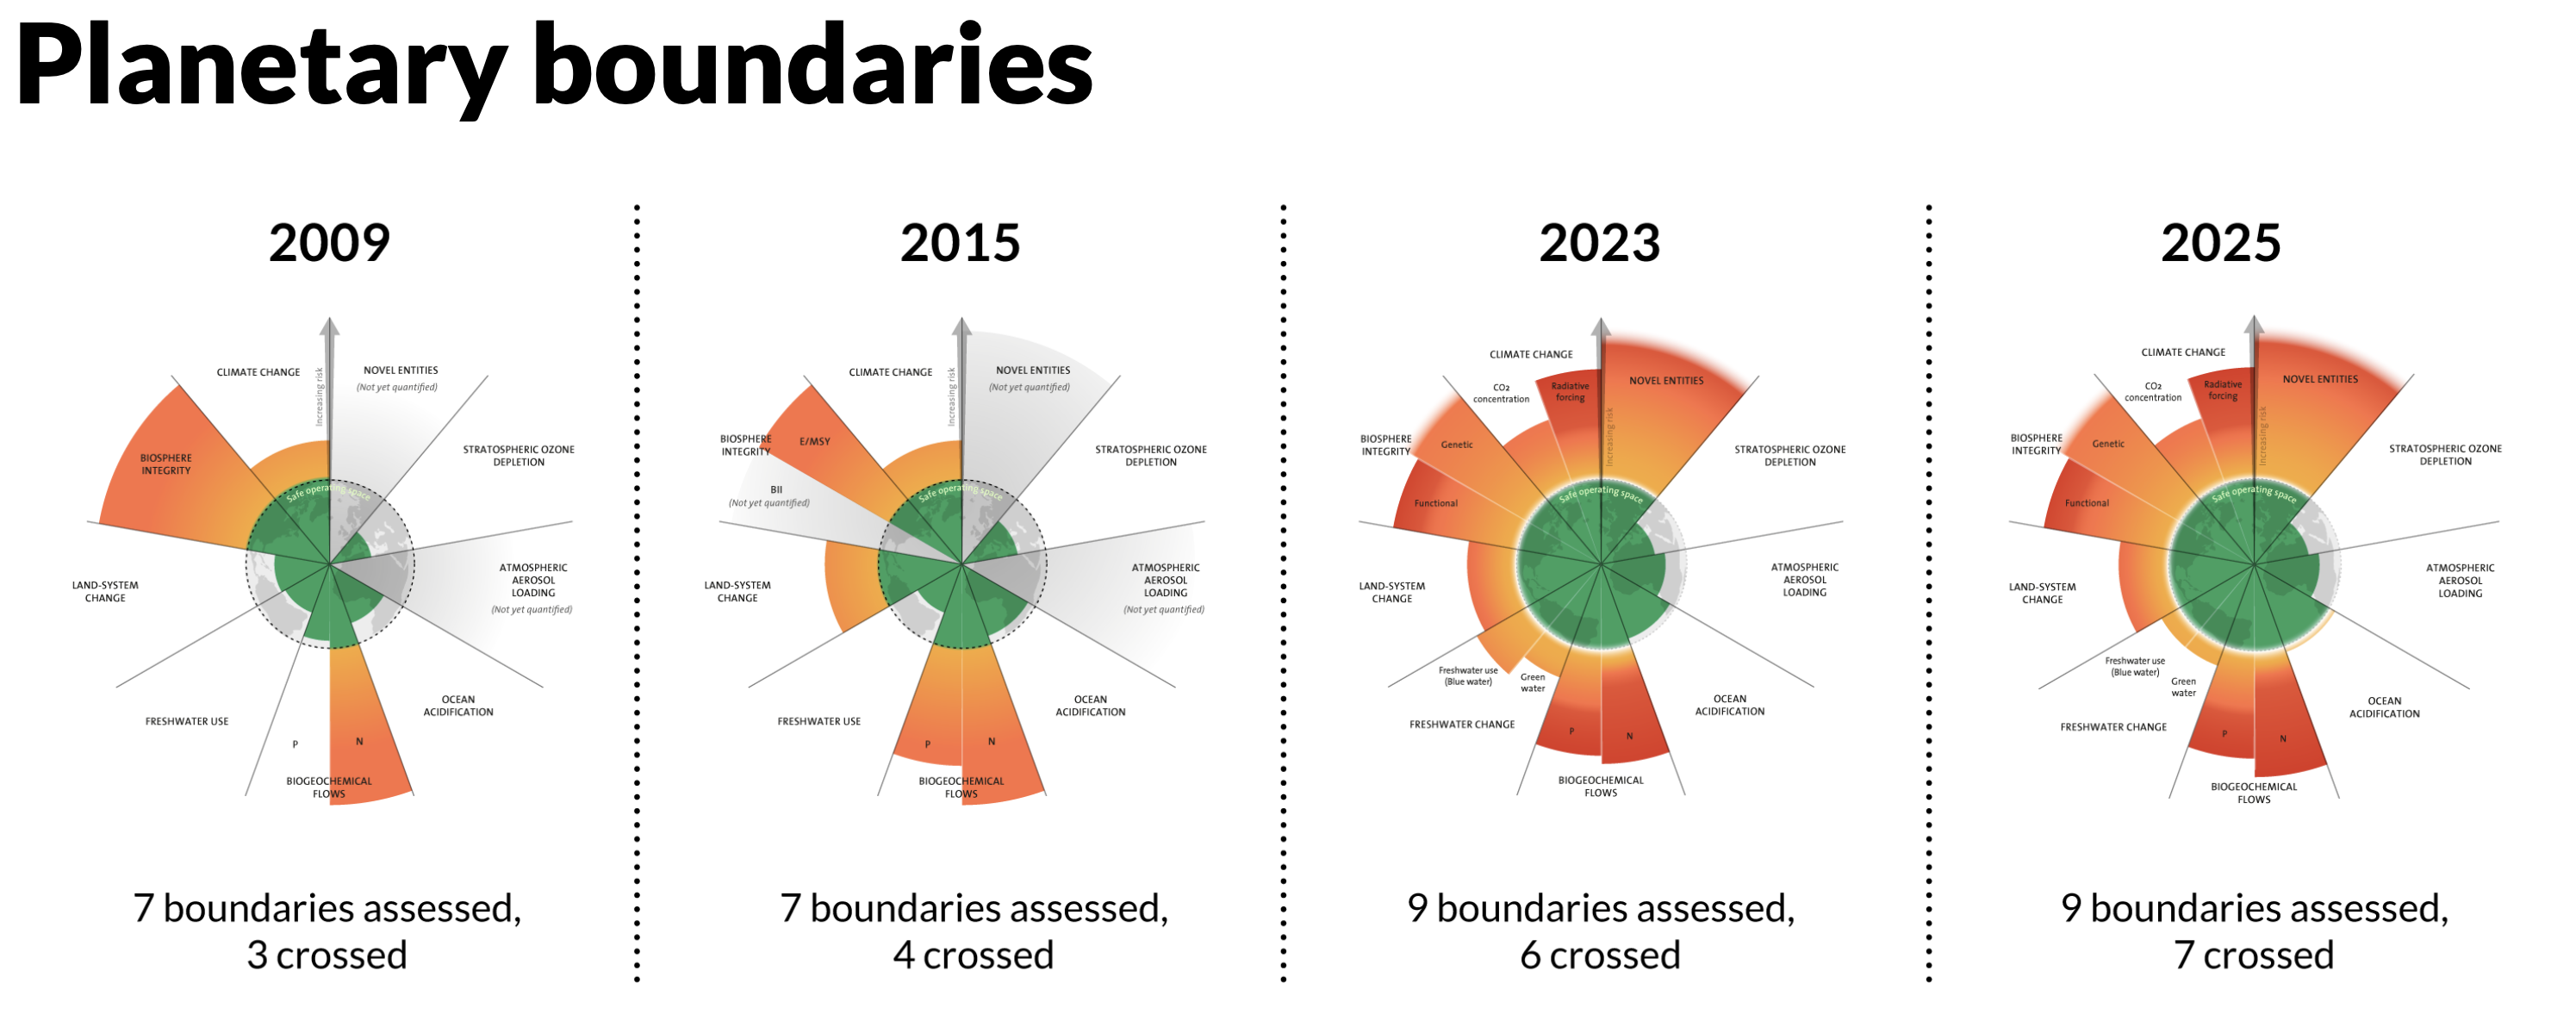 Planetary boundaries
2009
CLIMATE CHANGE
Increasing risk
NOVEL ENTITIES
(Not yet quantified)
STRATOSPHERIC OZONE
DEPLETION
BIOSPHERE
INTEGRITY
Safe operating space
ATMOSPHERIC
AEROSOL
LOADING
(Not yet quantified)
LAND-SYSTEM
CHANGE
OCEAN
ACIDIFICATION
FRESHWATER USE
P
N
BIOGEOCHEMICAL
FLOWS
7 boundaries assessed,
3 crossed
2015
CLIMATE CHANGE
Increasing risk
NOVEL ENTITIES
(Not yet quantified)
STRATOSPHERIC OZONE
DEPLETION
BIOSPHERE
INTEGRITY
E/MSY
BII
(Not yet quantified)
Safe operating space
ATMOSPHERIC
AEROSOL
LOADING
(Not yet quantified)
LAND-SYSTEM
CHANGE
OCEAN
ACIDIFICATION
FRESHWATER USE
P
N
BIOGEOCHEMICAL
FLOWS
7 boundaries assessed,
4 crossed
2023
CLIMATE CHANGE
CO₂
concentration
Radiative
forcing
Increasing risk
NOVEL ENTITIES
STRATOSPHERIC OZONE
DEPLETION
BIOSPHERE
INTEGRITY
Genetic
Functional
Safe operating space
ATMOSPHERIC
AEROSOL
LOADING
LAND-SYSTEM
CHANGE
Freshwater use
(Blue water)
Green
water
OCEAN
ACIDIFICATION
FRESHWATER CHANGE
P
N
BIOGEOCHEMICAL
FLOWS
9 boundaries assessed,
6 crossed
2025
CLIMATE CHANGE
CO₂
concentration
Radiative
forcing
Increasing risk
NOVEL ENTITIES
STRATOSPHERIC OZONE
DEPLETION
BIOSPHERE
INTEGRITY
Genetic
Functional
Safe operating space
ATMOSPHERIC
AEROSOL
LOADING
LAND-SYSTEM
CHANGE
Freshwater use
(Blue water)
Green
water
OCEAN
ACIDIFICATION
FRESHWATER CHANGE
P
N
BIOGEOCHEMICAL
FLOWS
9 boundaries assessed,
7 crossed